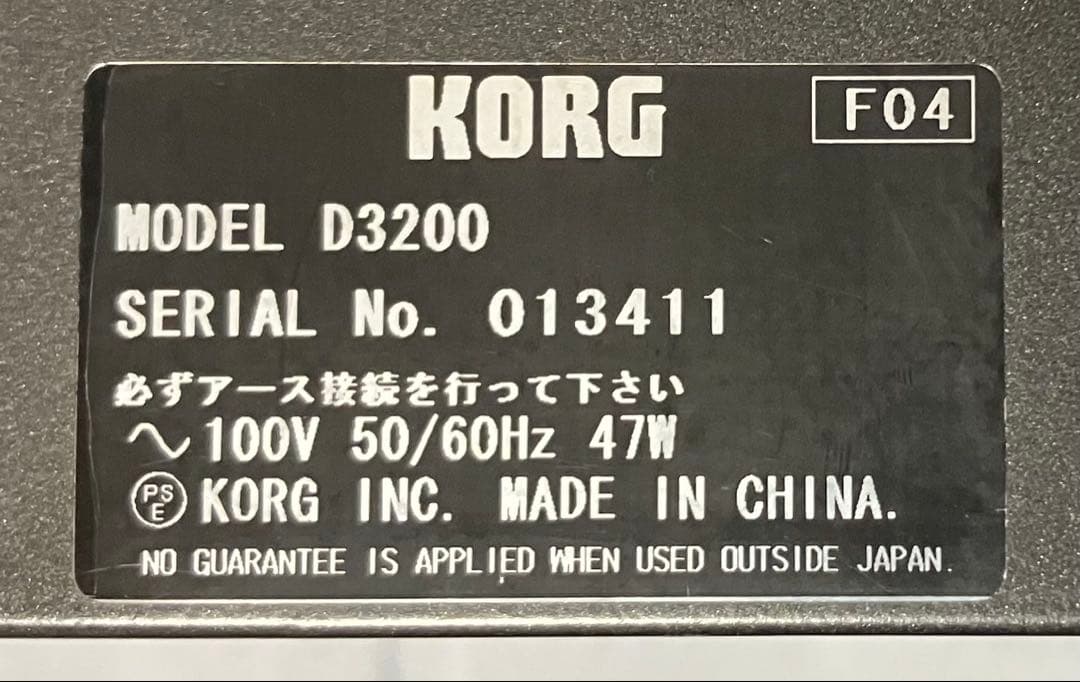 KORG
F04
MODEL D3200
SERIAL No. 013411
必ずアース接続を行って下さい
~100V 50/60Hz 47W
PSE KORG INC. MADE IN CHINA.
NO GUARANTEE IS APPLIED WHEN USED OUTSIDE JAPAN.